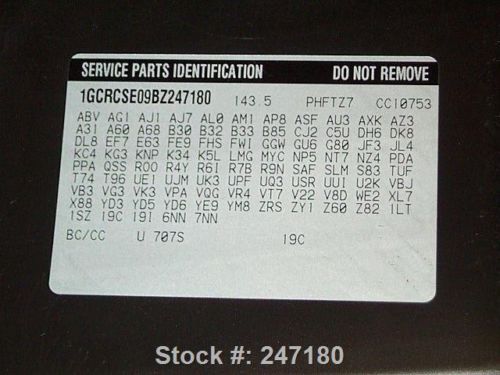 SERVICE PARTS IDENTIFICATION DO NOT REMOVE
1GCRCSE09BZ247180 143.5 PHFTZ7 CCI0753
ABV AG1 AJ1 AJ7 AL0 AM1 AP8 ASF AU3 AXK AZ3
A31 A60 A68 B30 B32 B33 B85 CJ2 C5U DH6 DK8
DL8 EF7 E63 FE9 FHS FWI GGW GU6 G80 JF3 JL4
KC4 KG3 KNP K34 K5L LMG MYC NP5 NT7 NZ4 PDA
PPA QSS R00 R4Y R6I R7B R9N SAF SLM S83 TUF
T74 T96 UE1 UJM UK3 UPF UQ3 USR UUI U2K VBJ
VB3 VG3 VK3 VPA VQG VR4 VT7 V22 V8D WE2 XL7
X88 YD3 YD5 YD6 YE9 YM8 ZRS ZY1 Z60 Z82 1LT
1SZ 19C 19I 6NN 7NN
BC/CC U 707S 19C
Stock #: 247180